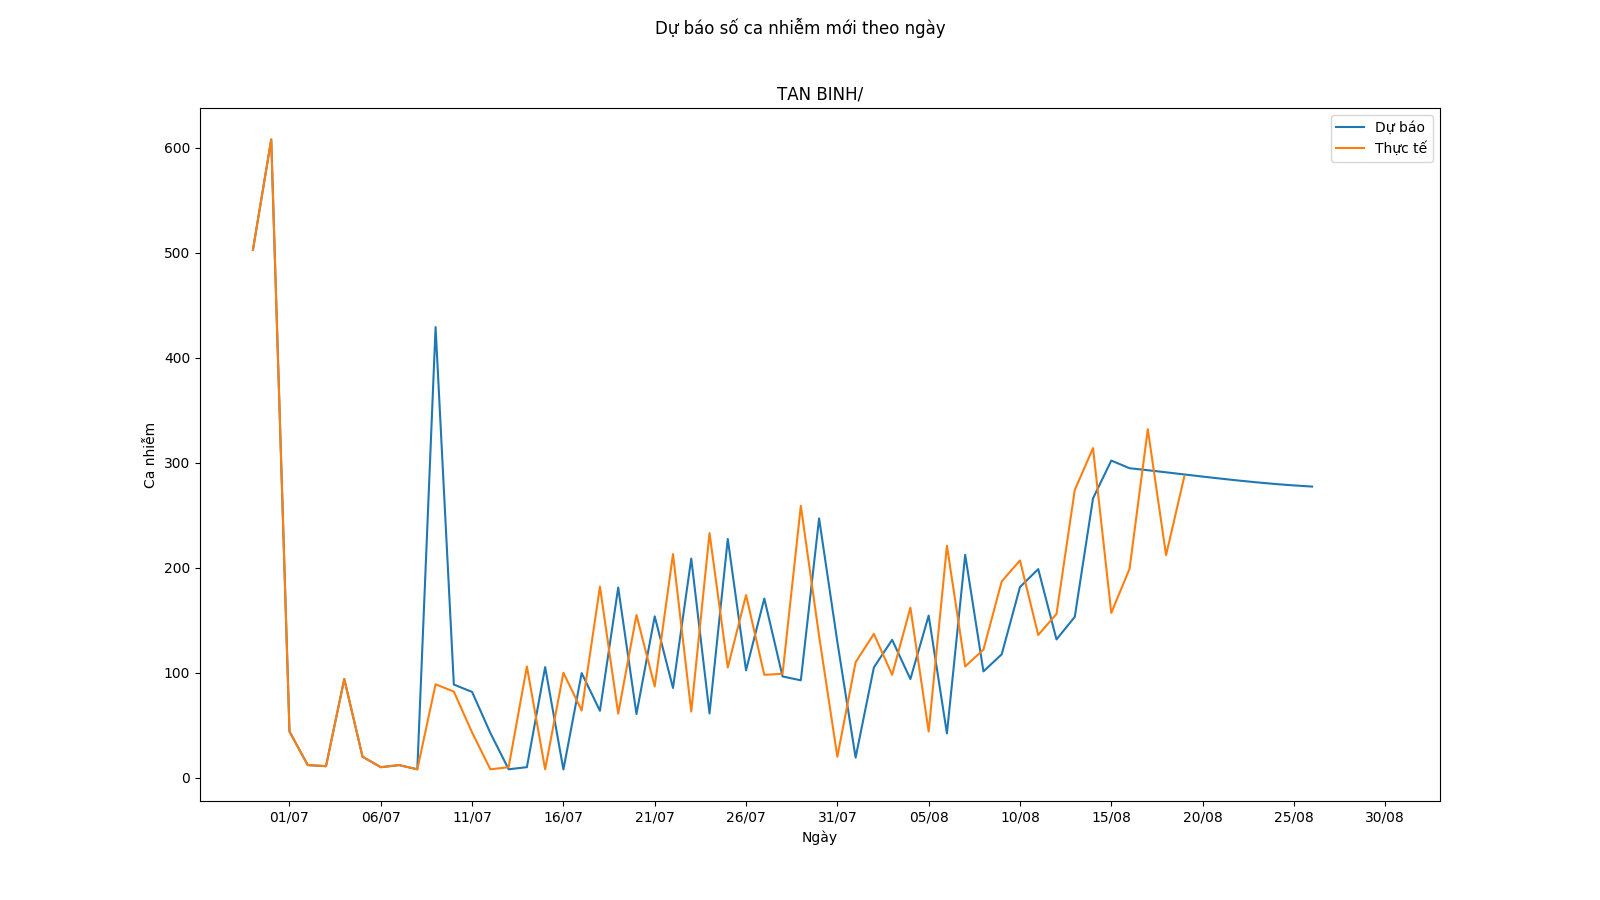 Dự báo số ca nhiễm mới theo ngày
TAN BINH/
Dự báo
Thực tế
Ca nhiễm
600
500
400
300
200
100
0
01/07 06/07 11/07 16/07 21/07 26/07 31/07 05/08 10/08 15/08 20/08 25/08 30/08
Ngày